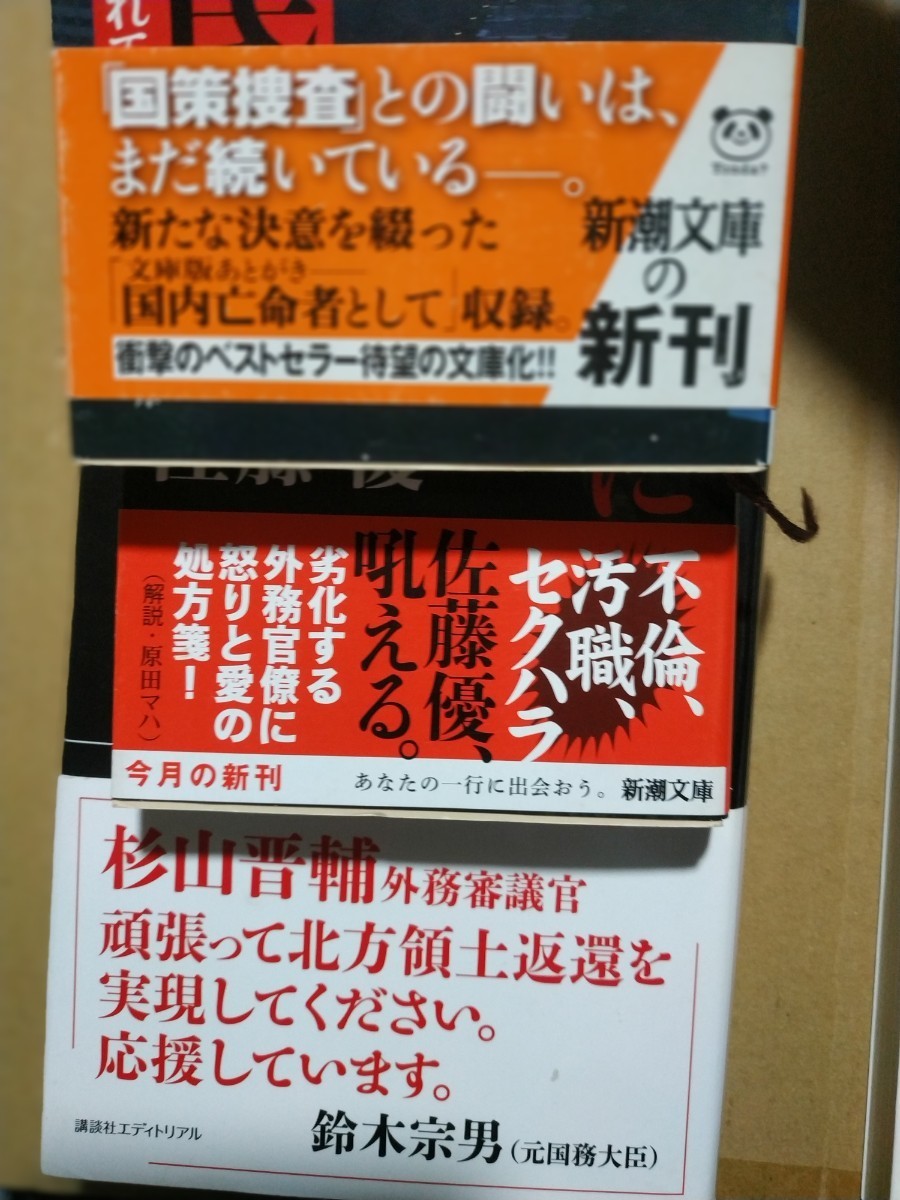 れて
「国策捜査」との闘いは、
まだ続いている――。
新たな決意を綴った
文庫版あとがき――
「国内亡命者として」収録。
衝撃のベストセラー待望の文庫化!!
Yonda?
新潮文庫
の
新刊
佐藤優
に
不倫、
汚職、
セクハラ
佐藤優、
吼える。
劣化する
外務官僚に
怒りと愛の
処方箋！
（解説・原田マハ）
今月の新刊
あなたの一行に出会おう。 新潮文庫
杉山晋輔外務審議官
頑張って北方領土返還を
実現してください。
応援しています。
講談社エディトリアル
鈴木宗男（元国務大臣）